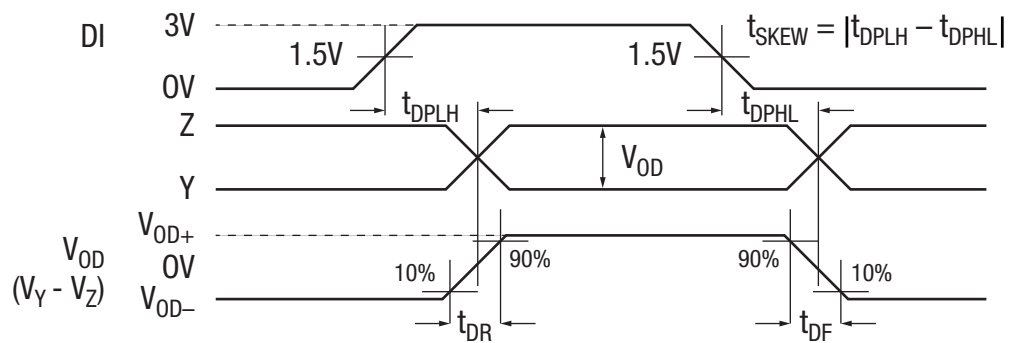 DI
3V
1.5V
0V
1.5V
tSKEW = |tDPLH – tDPHL|
tDPLH
tDPHL
Z
Y
VOD
VOD
(VY - VZ)
VOD+
0V
VOD–
10%
90%
90%
10%
tDR
tDF